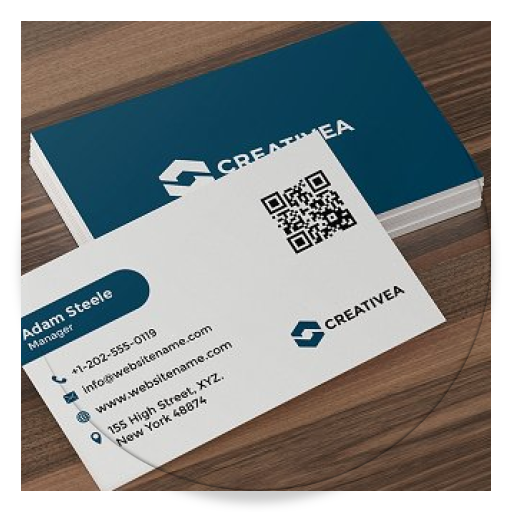 CREATIVEA
Adam Steele
Manager
+1-202-555-0119
info@websitename.com
www.websitename.com
155 High Street, XYZ.
New York 48874
CREATIVEA